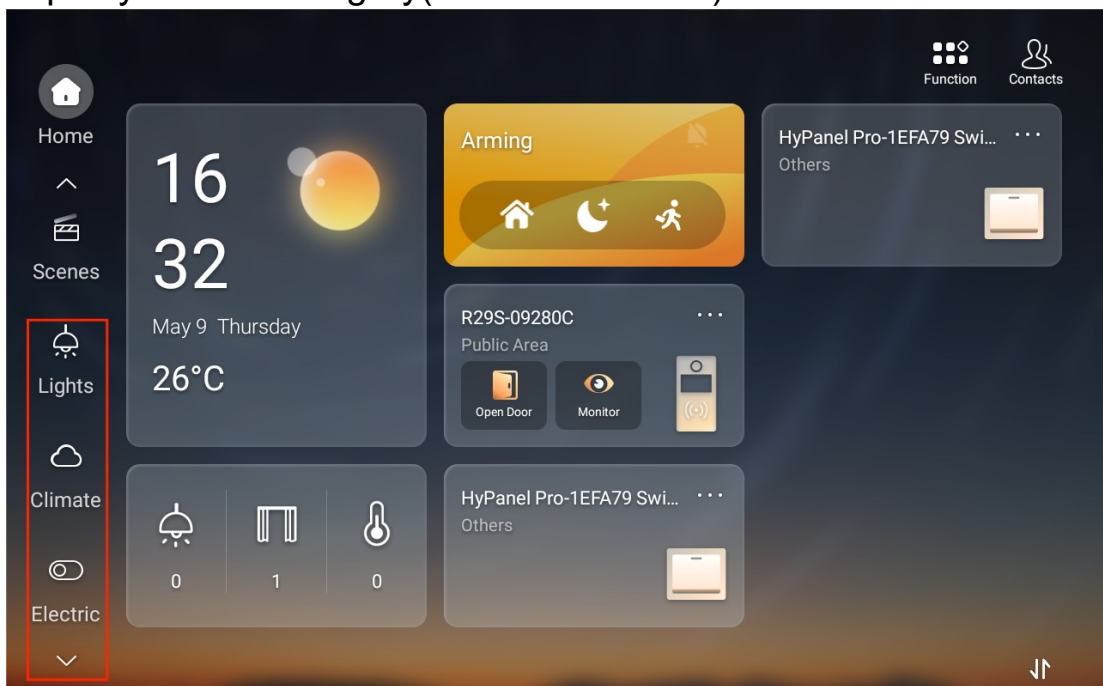 Function
Contacts
Home
Scenes
Lights
Climate
Electric
16
32
May 9 Thursday
26°C
0
1
0
Arming
R29S-09280C
Public Area
Open Door
Monitor
HyPanel Pro-1EFA79 Swi...
Others
HyPanel Pro-1EFA79 Swi...
Others